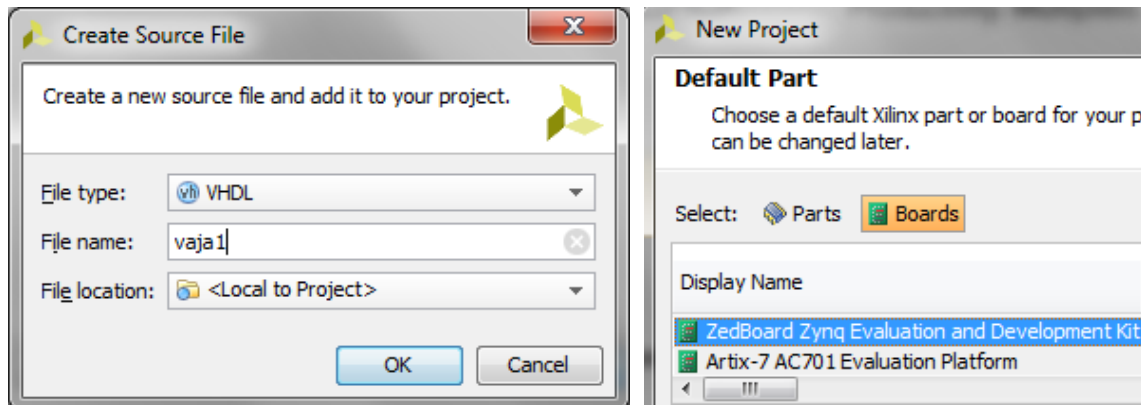 Create Source File
Create a new source file and add it to your project.
File type: VHDL
File name: vaja1
File location: <Local to Project>
OK Cancel
New Project
Default Part
Choose a default Xilinx part or board for your
can be changed later.
Select: Parts Boards
Display Name
ZedBoard Zynq Evaluation and Development Kit
Artix-7 AC701 Evaluation Platform